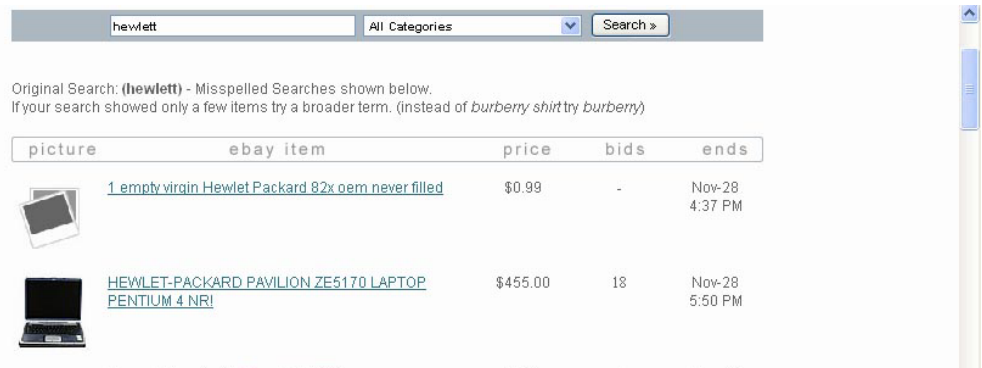 hewlett All Categories Search »
Original Search: (hewlett) - Misspelled Searches shown below.
If your search showed only a few items try a broader term. (instead of burberry shirt try burberry)
picture ebay item price bids ends
1 empty virgin Hewlet Packard 82x oem never filled $0.99 - Nov-28
4:37 PM
HEWLET-PACKARD PAVILION ZE5170 LAPTOP $455.00 18 Nov-28
PENTIUM 4 NR! 5:50 PM